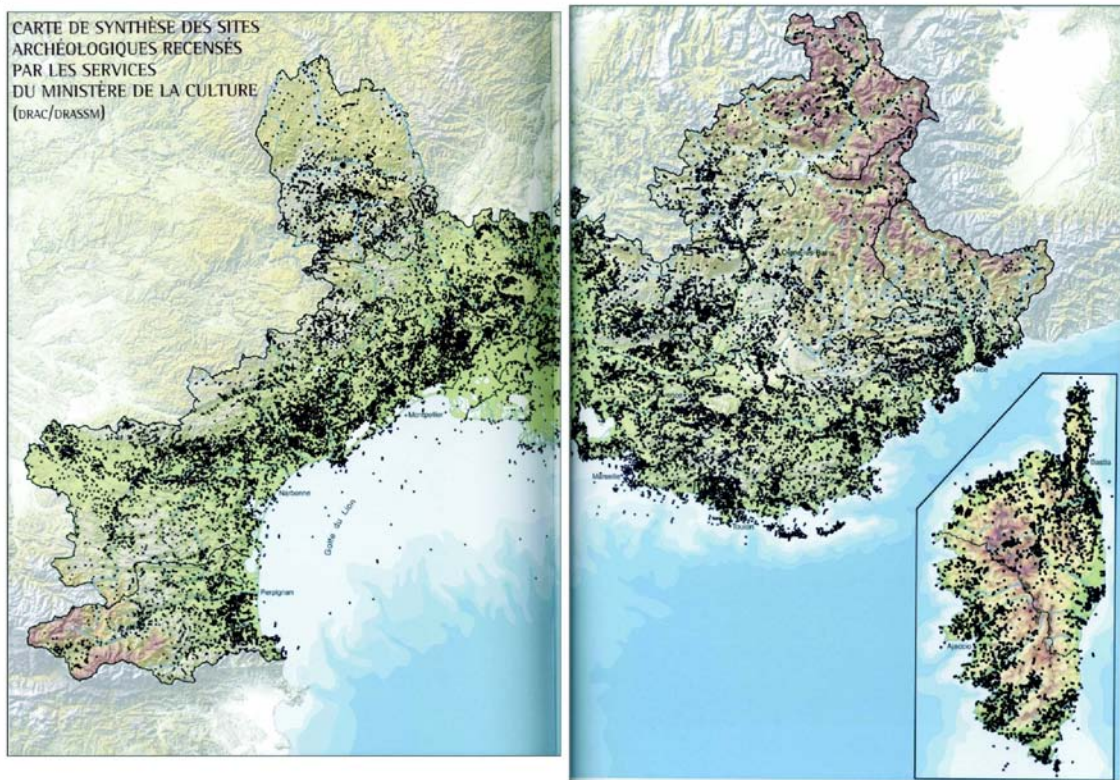 CARTE DE SYNTHÈSE DES SITES
ARCHÉOLOGIQUES RECENSÉS
PAR LES SERVICES
DU MINISTÈRE DE LA CULTURE
(DRAC/DRASSM)
Montpellier
Narbonne
Golfe du Lion
Perpignan
Nice
Marseille
Toulon
Bastia
Ajaccio